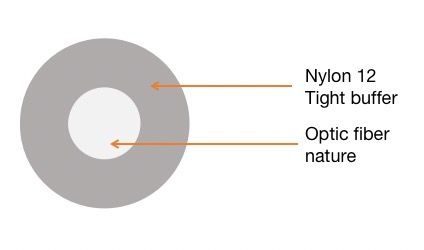 Nylon 12
Tight buffer
Optic fiber
nature